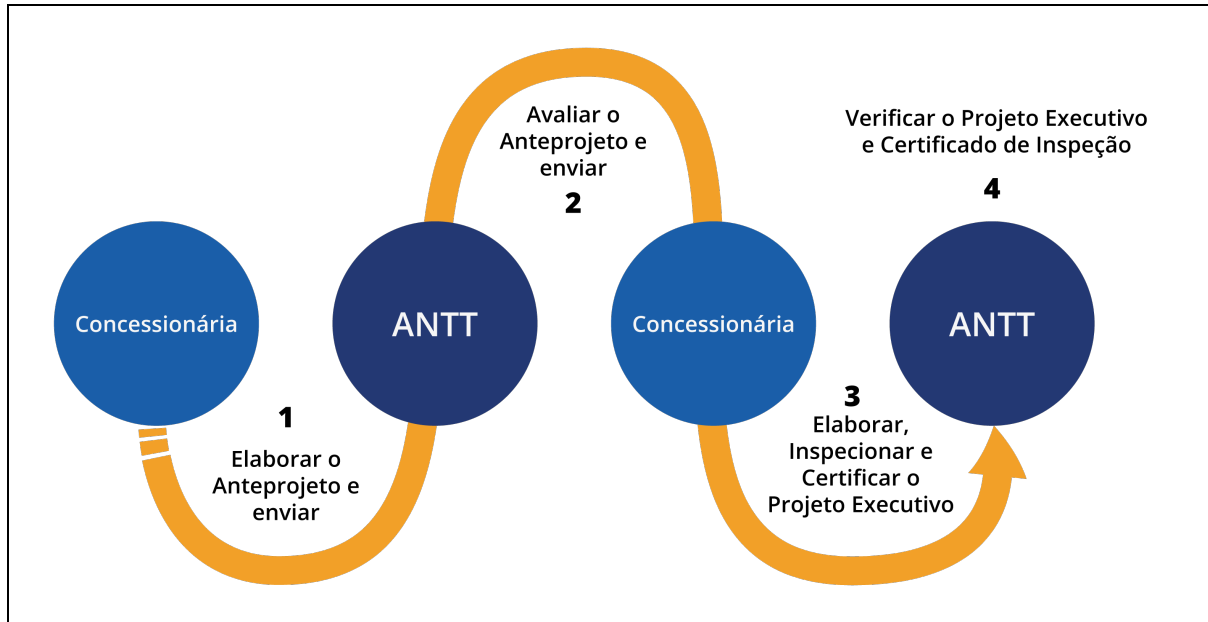 Concessionária
1
Elaborar o
Anteprojeto e
enviar
ANTT
Avaliar o
Anteprojeto e
enviar
2
Concessionária
3
Elaborar,
Inspecionar e
Certificar o
Projeto Executivo
Verificar o Projeto Executivo
e Certificado de Inspeção
4
ANTT